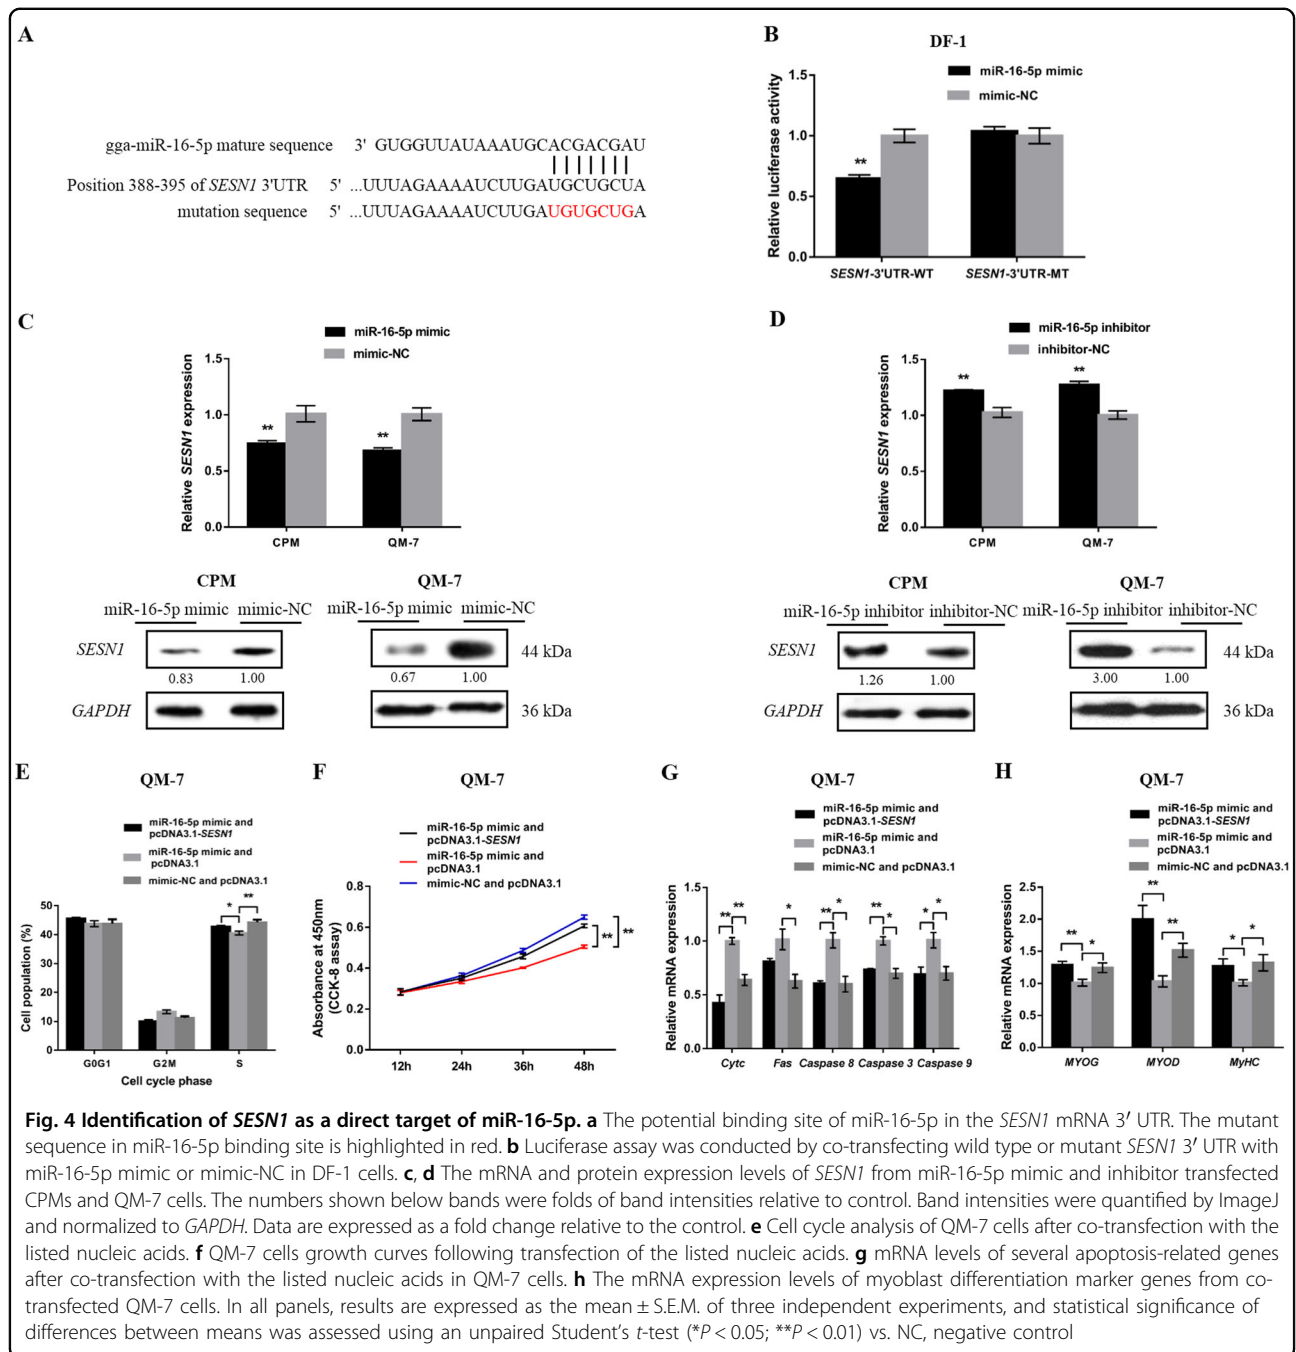 A
gga-miR-16-5p mature sequence 3' GUGGUUAUAAAUGCACGACGAU
Position 388-395 of SESN1 3'UTR 5' ...UUUAGAAAAUCUUGAUGCUGCUA
mutation sequence 5' ...UUUAGAAAAUCUUGAUGUGCUGA
B
DF-1
miR-16-5p mimic
mimic-NC
Relative luciferase activity
1.5
1.0
0.5
0.0
**
SESN1-3'UTR-WT SESN1-3'UTR-MT
C
miR-16-5p mimic
mimic-NC
Relative SESN1 expression
1.5
1.0
0.5
0.0
** **
CPM QM-7
CPM QM-7
miR-16-5p mimic mimic-NC miR-16-5p mimic mimic-NC
SESN1 44 kDa
0.83 1.00 0.67 1.00
GAPDH 36 kDa
D
miR-16-5p inhibitor
inhibitor-NC
Relative SESN1 expression
1.5
1.0
0.5
0.0
** **
CPM QM-7
CPM QM-7
miR-16-5p inhibitor inhibitor-NC miR-16-5p inhibitor inhibitor-NC
SESN1 44 kDa
1.26 1.00 3.00 1.00
GAPDH 36 kDa
E
QM-7
miR-16-5p mimic and
pcDNA3.1-SESN1
miR-16-5p mimic and
pcDNA3.1
mimic-NC and pcDNA3.1
Cell population (%)
50
40
30
20
10
0
* **
G0G1 G2M S
Cell cycle phase
F
QM-7
miR-16-5p mimic and
pcDNA3.1-SESN1
miR-16-5p mimic and
pcDNA3.1
mimic-NC and pcDNA3.1
Absorbance at 450nm
(CCK-8 assay)
0.8
0.6
0.4
0.2
0.0
** **
12h 24h 36h 48h
G
QM-7
miR-16-5p mimic and
pcDNA3.1-SESN1
miR-16-5p mimic and
pcDNA3.1
mimic-NC and pcDNA3.1
Relative mRNA expression
1.5
1.0
0.5
0.0
** ** * ** * ** * * *
Cytc Fas Caspase 8 Caspase 3 Caspase 9
H
QM-7
miR-16-5p mimic and
pcDNA3.1-SESN1
miR-16-5p mimic and
pcDNA3.1
mimic-NC and pcDNA3.1
Relative mRNA expression
2.5
2.0
1.5
1.0
0.5
0.0
** * ** ** * *
MYOG MYOD MyHC
Fig. 4 Identification of SESN1 as a direct target of miR-16-5p. a The potential binding site of miR-16-5p in the SESN1 mRNA 3′ UTR. The mutant
sequence in miR-16-5p binding site is highlighted in red. b Luciferase assay was conducted by co-transfecting wild type or mutant SESN1 3′ UTR with
miR-16-5p mimic or mimic-NC in DF-1 cells. c, d The mRNA and protein expression levels of SESN1 from miR-16-5p mimic and inhibitor transfected
CPMs and QM-7 cells. The numbers shown below bands were folds of band intensities relative to control. Band intensities were quantified by ImageJ
and normalized to GAPDH. Data are expressed as a fold change relative to the control. e Cell cycle analysis of QM-7 cells after co-transfection with the
listed nucleic acids. f QM-7 cells growth curves following transfection of the listed nucleic acids. g mRNA levels of several apoptosis-related genes
after co-transfection with the listed nucleic acids in QM-7 cells. h The mRNA expression levels of myoblast differentiation marker genes from co-
transfected QM-7 cells. In all panels, results are expressed as the mean ± S.E.M. of three independent experiments, and statistical significance of
differences between means was assessed using an unpaired Student's t-test (*P < 0.05; **P < 0.01) vs. NC, negative control